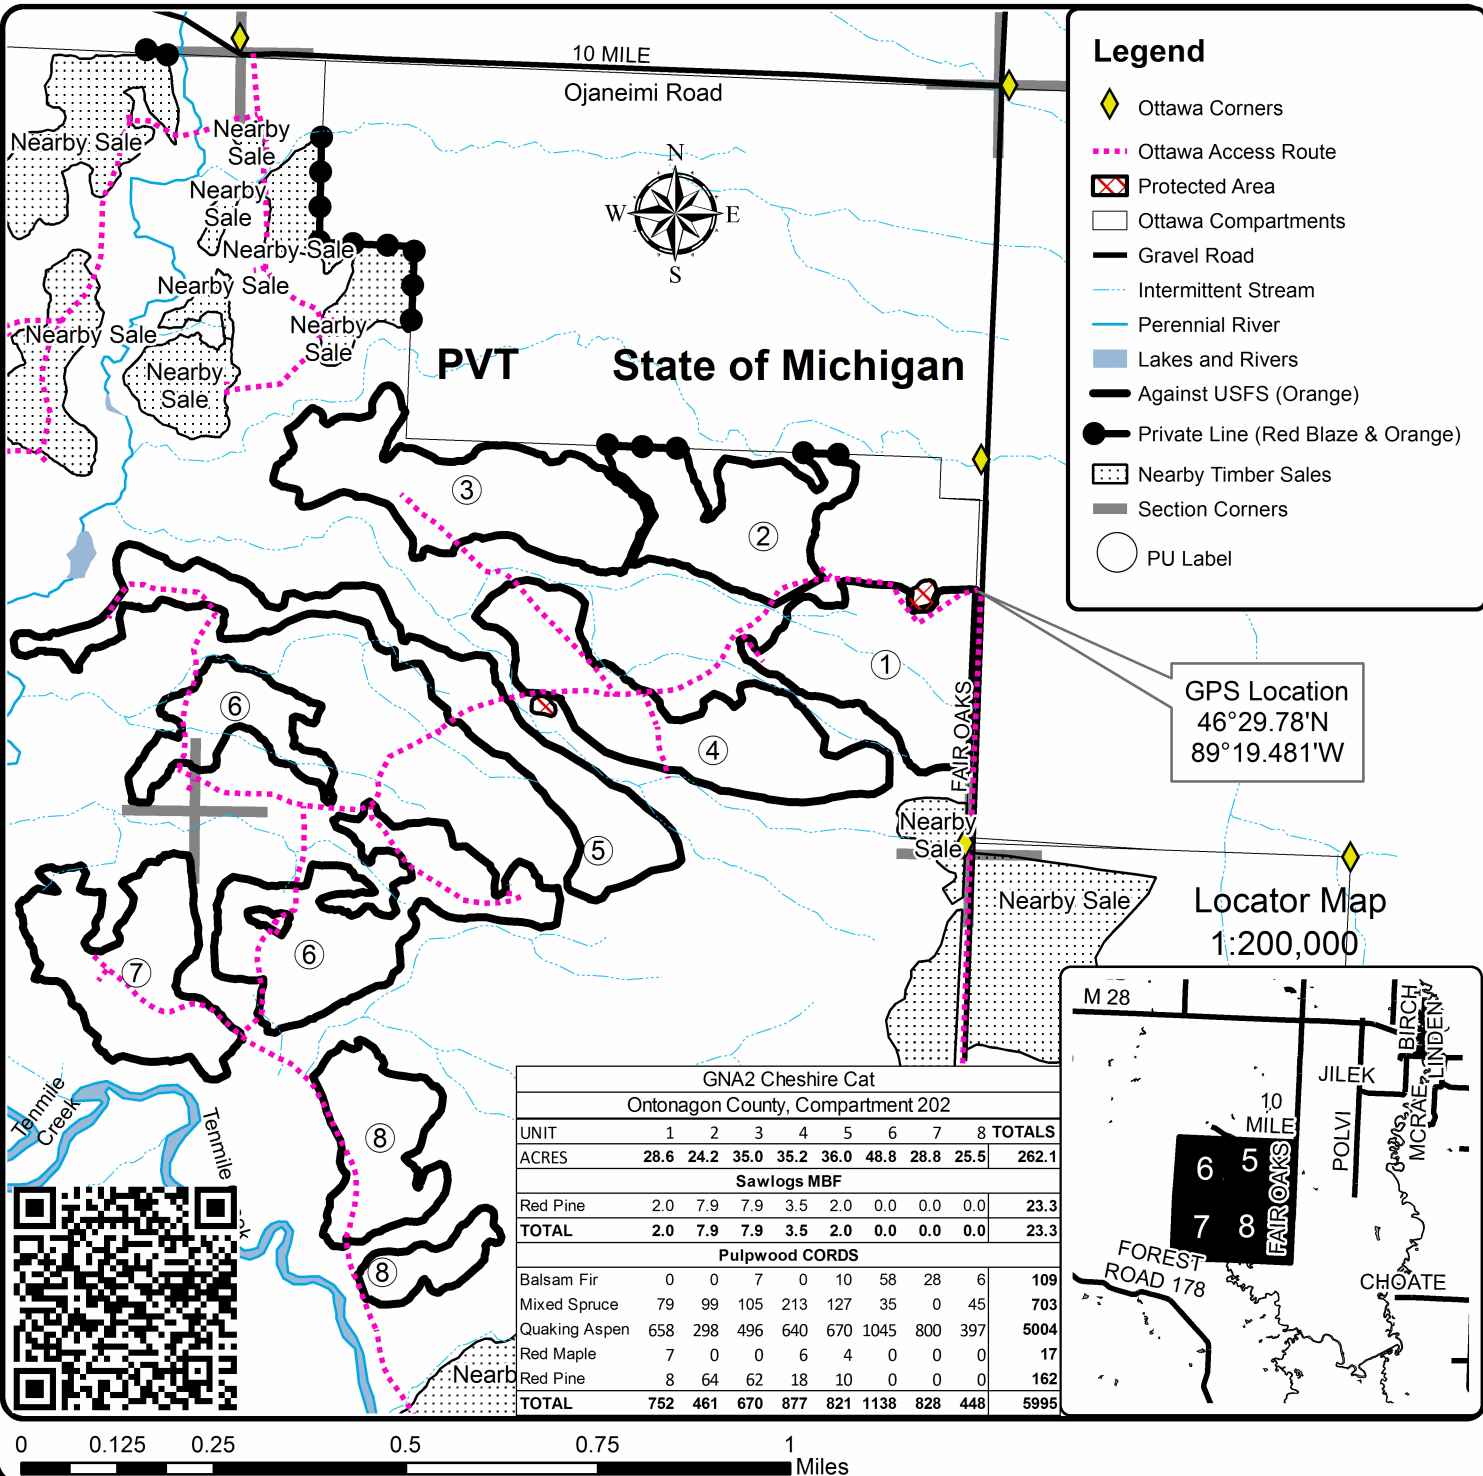 10 MILE
Ojaneimi Road
Nearby Sale
Nearby
Sale
Nearby
Sale
Nearby Sale
Nearby Sale
Nearby Sale
Nearby
Sale
Nearby
Sale
N
W
E
S
PVT
State of Michigan
3
2
1
6
4
5
6
7
8
8
FAIR OAKS
Nearby
Sale
Nearby Sale
Nearb
Tenmile
Creek
Tenmile
Legend
Ottawa Corners
Ottawa Access Route
Protected Area
Ottawa Compartments
Gravel Road
Intermittent Stream
Perennial River
Lakes and Rivers
Against USFS (Orange)
Private Line (Red Blaze & Orange)
Nearby Timber Sales
Section Corners
PU Label
GPS Location
46°29.78'N
89°19.481'W
Locator Map
1:200,000
M 28
BIRCH
LINDEN
JILEK
10
MILE
POLVI
MCRAE
6 5
7 8
FAIR OAKS
FOREST
ROAD 178
CHOATE
GNA2 Cheshire Cat
Ontonagon County, Compartment 202
UNIT 1 2 3 4 5 6 7 8 TOTALS
ACRES 28.6 24.2 35.0 35.2 36.0 48.8 28.8 25.5 262.1
Sawlogs MBF
Red Pine 2.0 7.9 7.9 3.5 2.0 0.0 0.0 0.0 23.3
TOTAL 2.0 7.9 7.9 3.5 2.0 0.0 0.0 0.0 23.3
Pulpwood CORDS
Balsam Fir 0 0 7 0 10 58 28 6 109
Mixed Spruce 79 99 105 213 127 35 0 45 703
Quaking Aspen 658 298 496 640 670 1045 800 397 5004
Red Maple 7 0 0 6 4 0 0 0 17
Red Pine 8 64 62 18 10 0 0 0 162
TOTAL 752 461 670 877 821 1138 828 448 5995
0 0.125 0.25 0.5 0.75 1
Miles